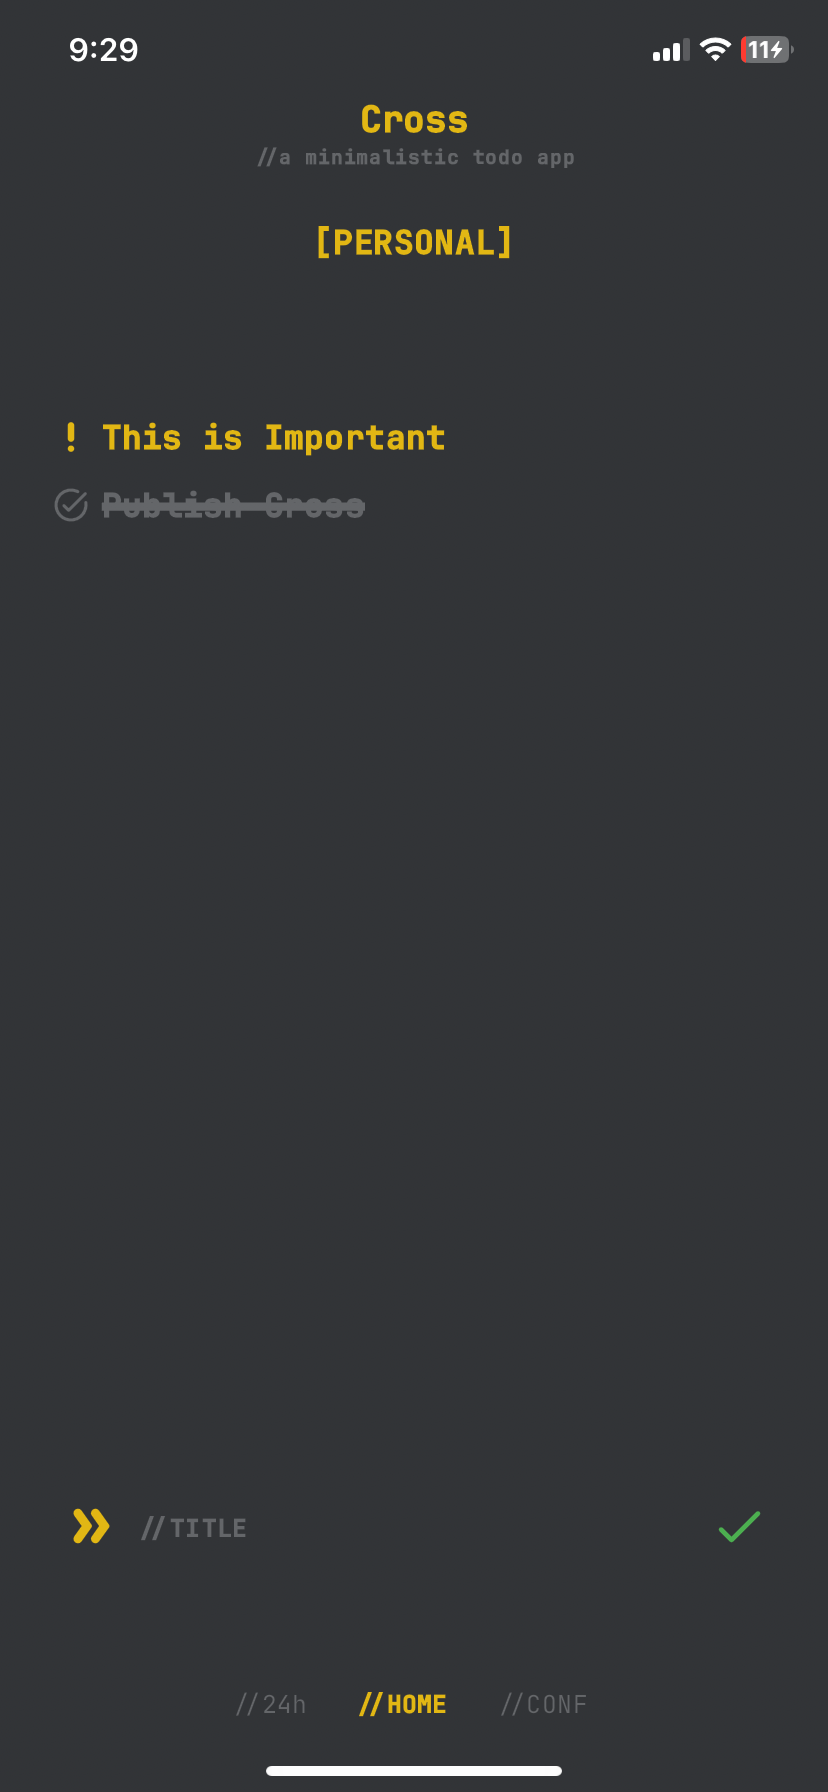 9:29
11
Cross
//a minimalistic todo app
[PERSONAL]
! This is Important
Publish Cross
//TITLE
//24h //HOME //CONF